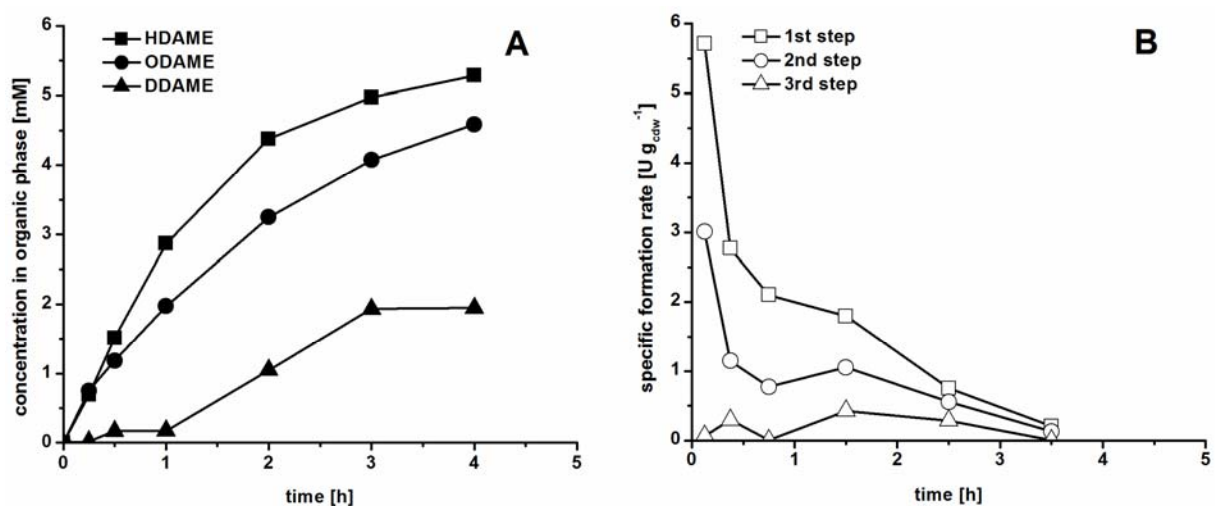 A
HDAME
ODAME
DDAME
concentration in organic phase [mM]
6
5
4
3
2
1
0
0 1 2 3 4 5
time [h]
B
1st step
2nd step
3rd step
specific formation rate [U g_cdw⁻¹]
6
5
4
3
2
1
0
0 1 2 3 4 5
time [h]